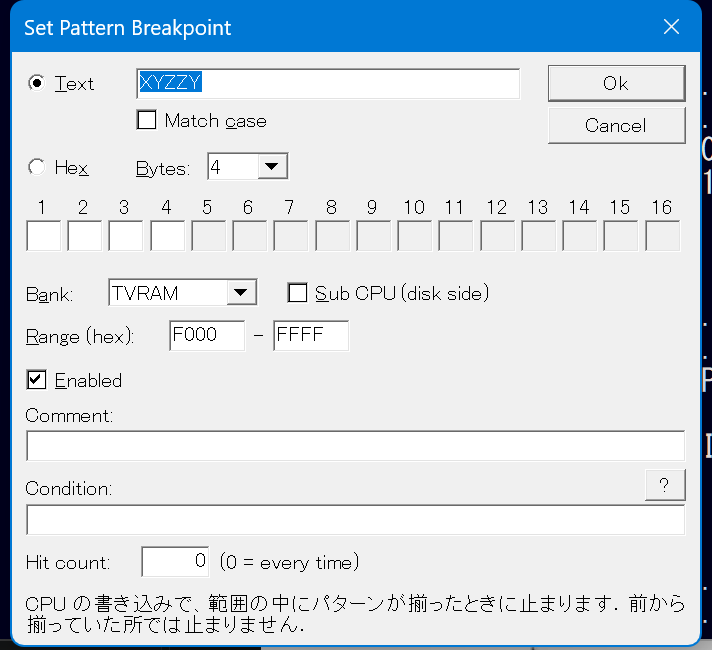 Set Pattern Breakpoint
Text
XYZZY
Ok
Match case
Cancel
Hex
Bytes:
4
1 2 3 4 5 6 7 8 9 10 11 12 13 14 15 16
Bank:
TVRAM
Sub CPU (disk side)
Range (hex):
F000
-
FFFF
Enabled
Comment:
Condition:
?
Hit count:
0
(0 = every time)
CPU の書き込みで、範囲の中にパターンが揃ったときに止まります. 前から
揃っていた所では止まりません.